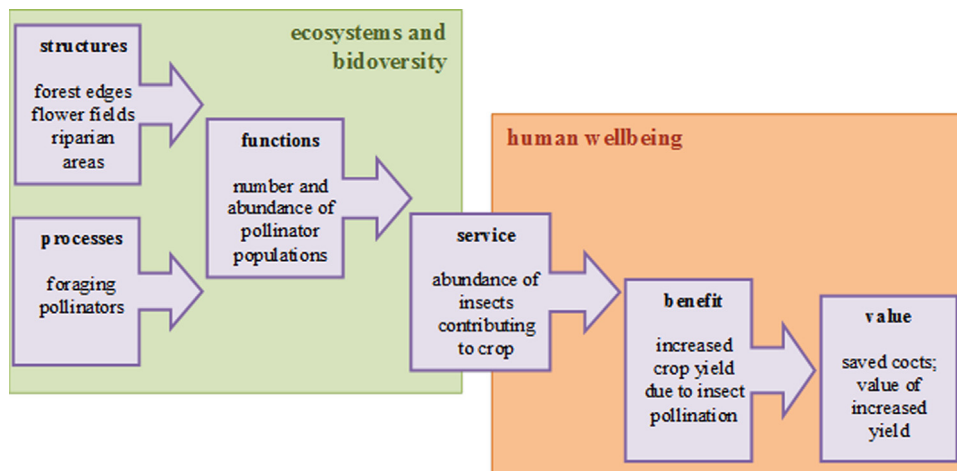 ecosystems and
bidoversity
structures
forest edges
flower fields
riparian
areas
processes
foraging
pollinators
functions
number and
abundance of
pollinator
populations
human wellbeing
service
abundance of
insects
contributing
to crop
benefit
increased
crop yield
due to insect
pollination
value
saved cocts;
value of
increased
yield